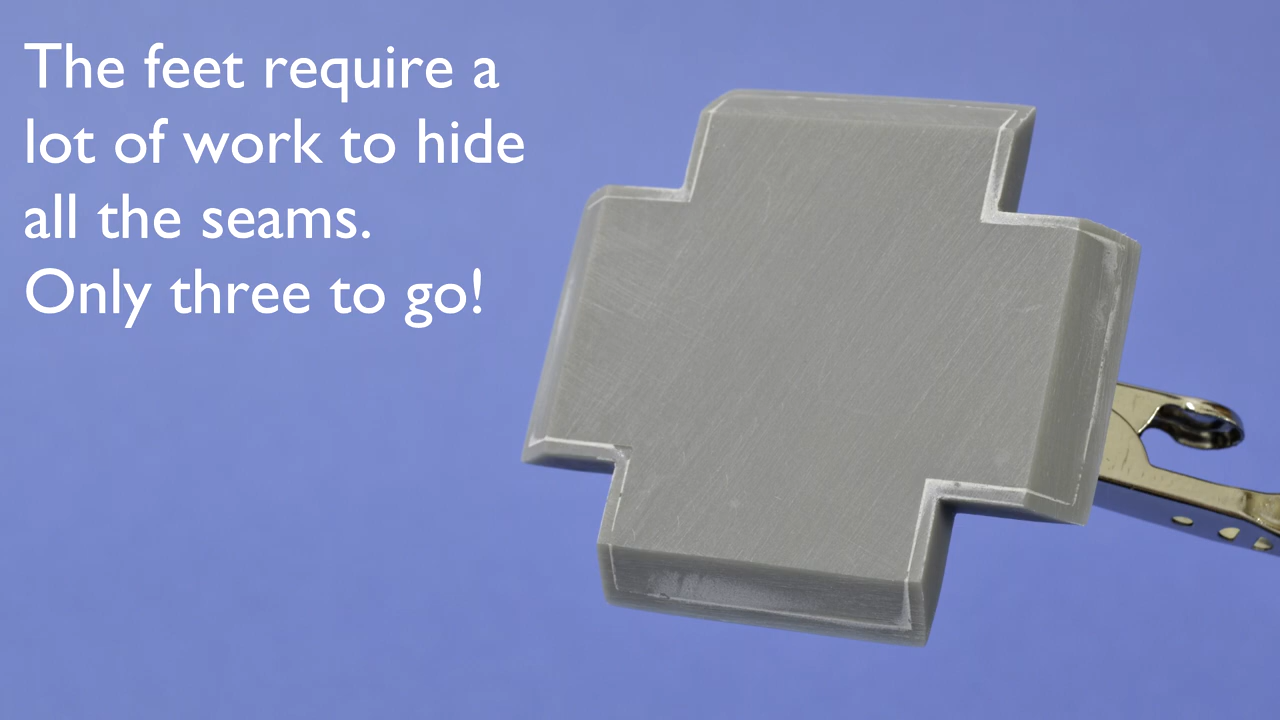 The feet require a
lot of work to hide
all the seams.
Only three to go!